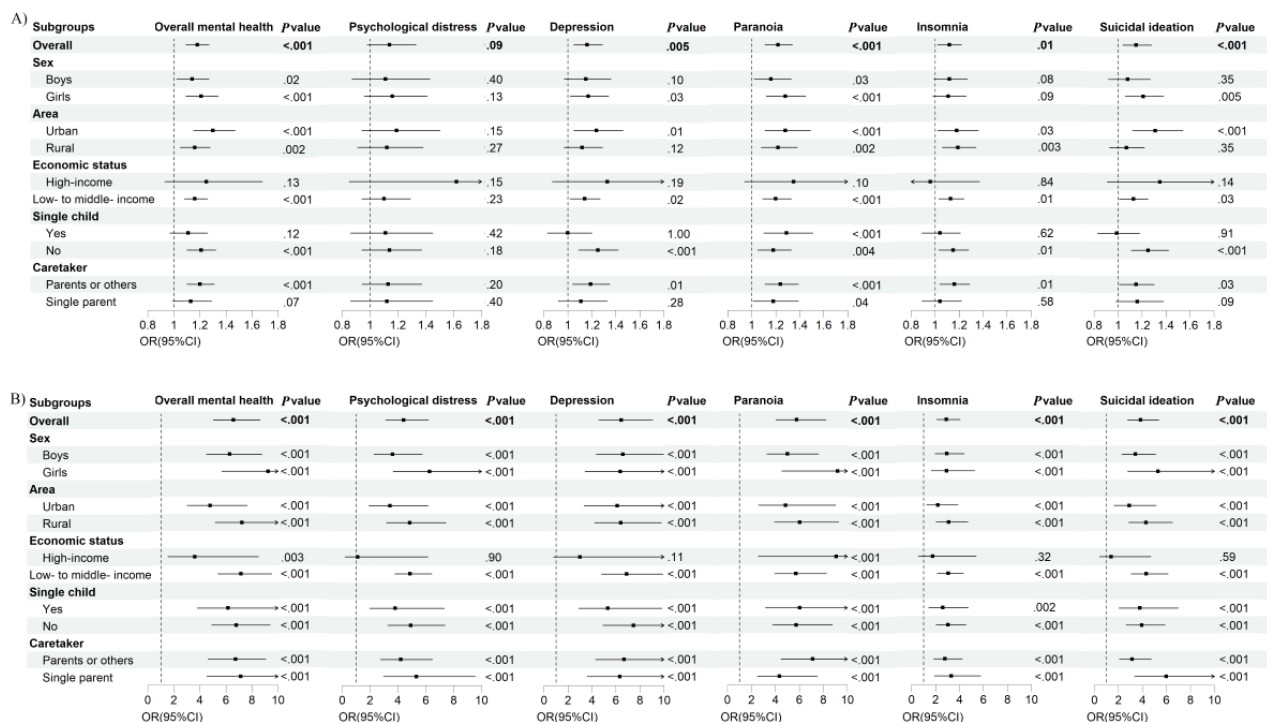 A)
Subgroups Overall mental health P value Psychological distress P value Depression P value Paranoia P value Insomnia P value Suicidal ideation P value
Overall <.001 .09 .005 <.001 .01 <.001
Sex
Boys .02 .40 .10 .03 .08 .35
Girls <.001 .13 .03 <.001 .09 .005
Area
Urban <.001 .15 .01 <.001 .03 <.001
Rural .002 .27 .12 .002 .003 .35
Economic status
High-income .13 .15 .19 .10 .84 .14
Low- to middle- income <.001 .23 .02 <.001 .01 .03
Single child
Yes .12 .42 1.00 <.001 .62 .91
No <.001 .18 <.001 .004 .01 <.001
Caretaker
Parents or others <.001 .20 .01 <.001 .01 .03
Single parent .07 .40 .28 .04 .58 .09
0.8 1 1.2 1.4 1.6 1.8 0.8 1 1.2 1.4 1.6 1.8 0.8 1 1.2 1.4 1.6 1.8 0.8 1 1.2 1.4 1.6 1.8 0.8 1 1.2 1.4 1.6 1.8 0.8 1 1.2 1.4 1.6 1.8
OR(95%CI) OR(95%CI) OR(95%CI) OR(95%CI) OR(95%CI) OR(95%CI)
B)
Subgroups Overall mental health P value Psychological distress P value Depression P value Paranoia P value Insomnia P value Suicidal ideation P value
Overall <.001 <.001 <.001 <.001 <.001 <.001
Sex
Boys <.001 <.001 <.001 <.001 <.001 <.001
Girls <.001 <.001 <.001 <.001 <.001 <.001
Area
Urban <.001 <.001 <.001 <.001 <.001 <.001
Rural <.001 <.001 <.001 <.001 <.001 <.001
Economic status
High-income .003 .90 .11 <.001 .32 .59
Low- to middle- income <.001 <.001 <.001 <.001 <.001 <.001
Single child
Yes <.001 <.001 <.001 <.001 .002 <.001
No <.001 <.001 <.001 <.001 <.001 <.001
Caretaker
Parents or others <.001 <.001 <.001 <.001 <.001 <.001
Single parent <.001 <.001 <.001 <.001 <.001 <.001
0 2 4 6 8 10 0 2 4 6 8 10 0 2 4 6 8 10 0 2 4 6 8 10 0 2 4 6 8 10 0 2 4 6 8 10
OR(95%CI) OR(95%CI) OR(95%CI) OR(95%CI) OR(95%CI) OR(95%CI)